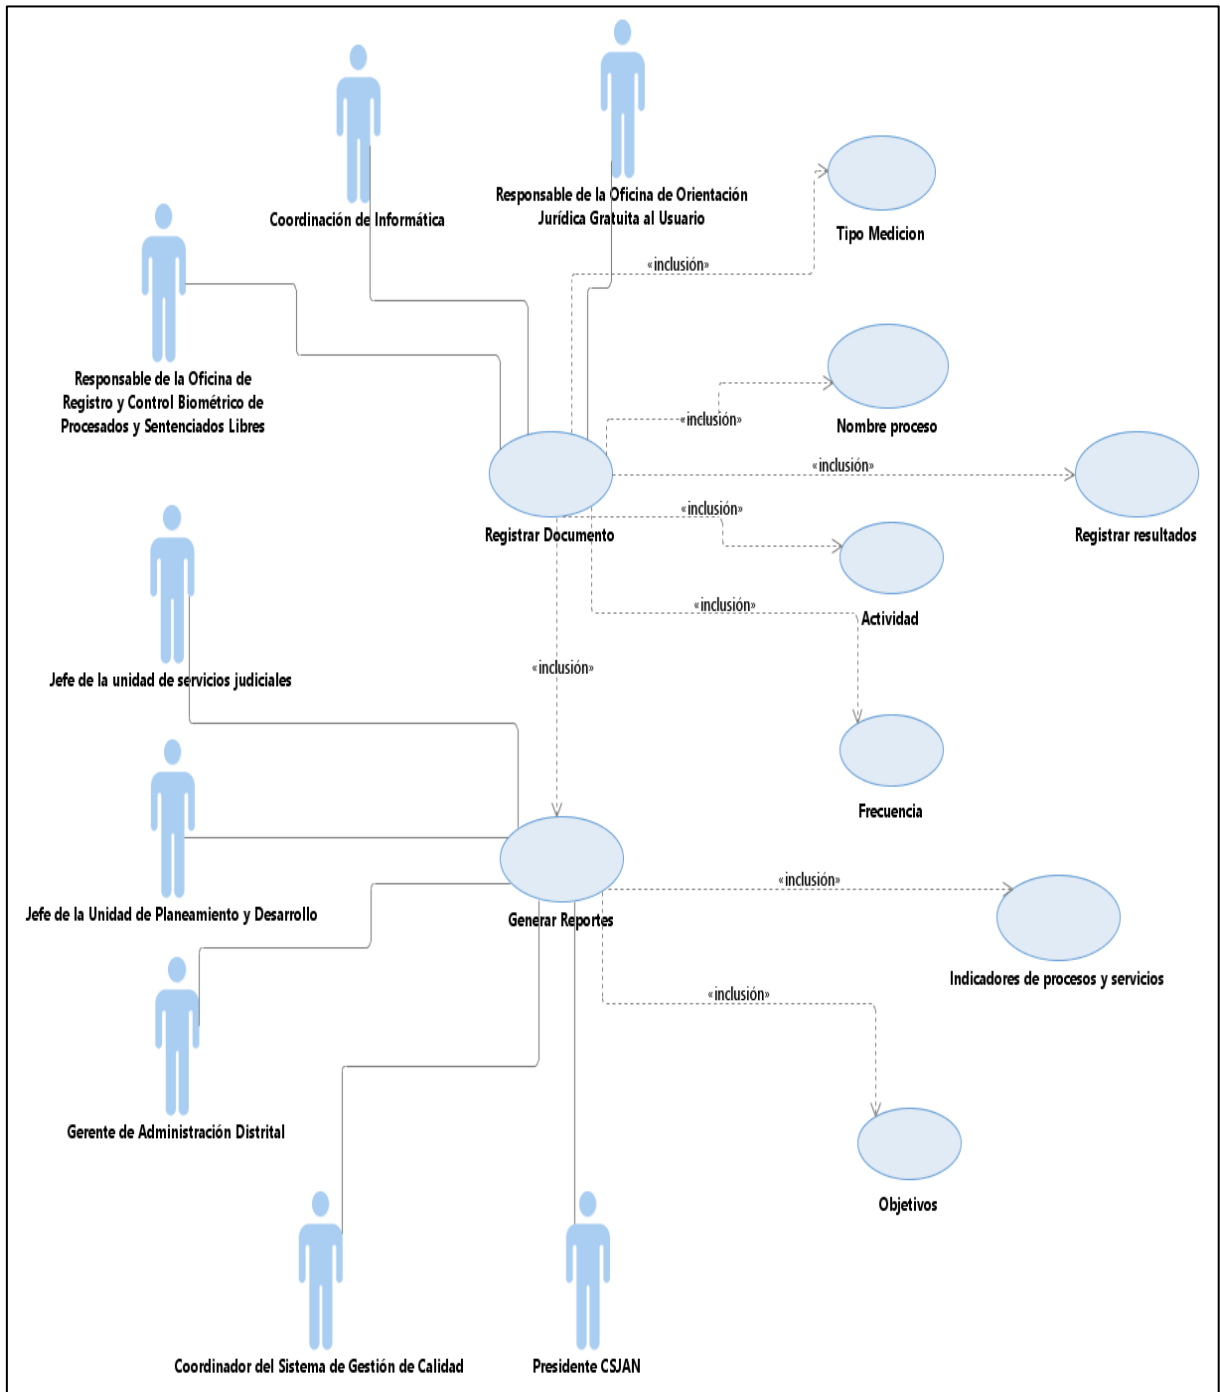 Responsable de la Oficina de Orientación
Jurídica Gratuita al Usuario
Coordinación de Informática
Tipo Medicion
«inclusión»
Responsable de la Oficina de
Registro y Control Biométrico de
Procesados y Sentenciados Libres
«inclusión»
Nombre proceso
«inclusión»
Registrar Documento
Registrar resultados
«inclusión»
Actividad
«inclusión»
«inclusión»
Jefe de la unidad de servicios judiciales
Frecuencia
Jefe de la Unidad de Planeamiento y Desarrollo
Generar Reportes
«inclusión»
Indicadores de procesos y servicios
«inclusión»
Gerente de Administración Distrital
Objetivos
Coordinador del Sistema de Gestión de Calidad
Presidente CSJAN